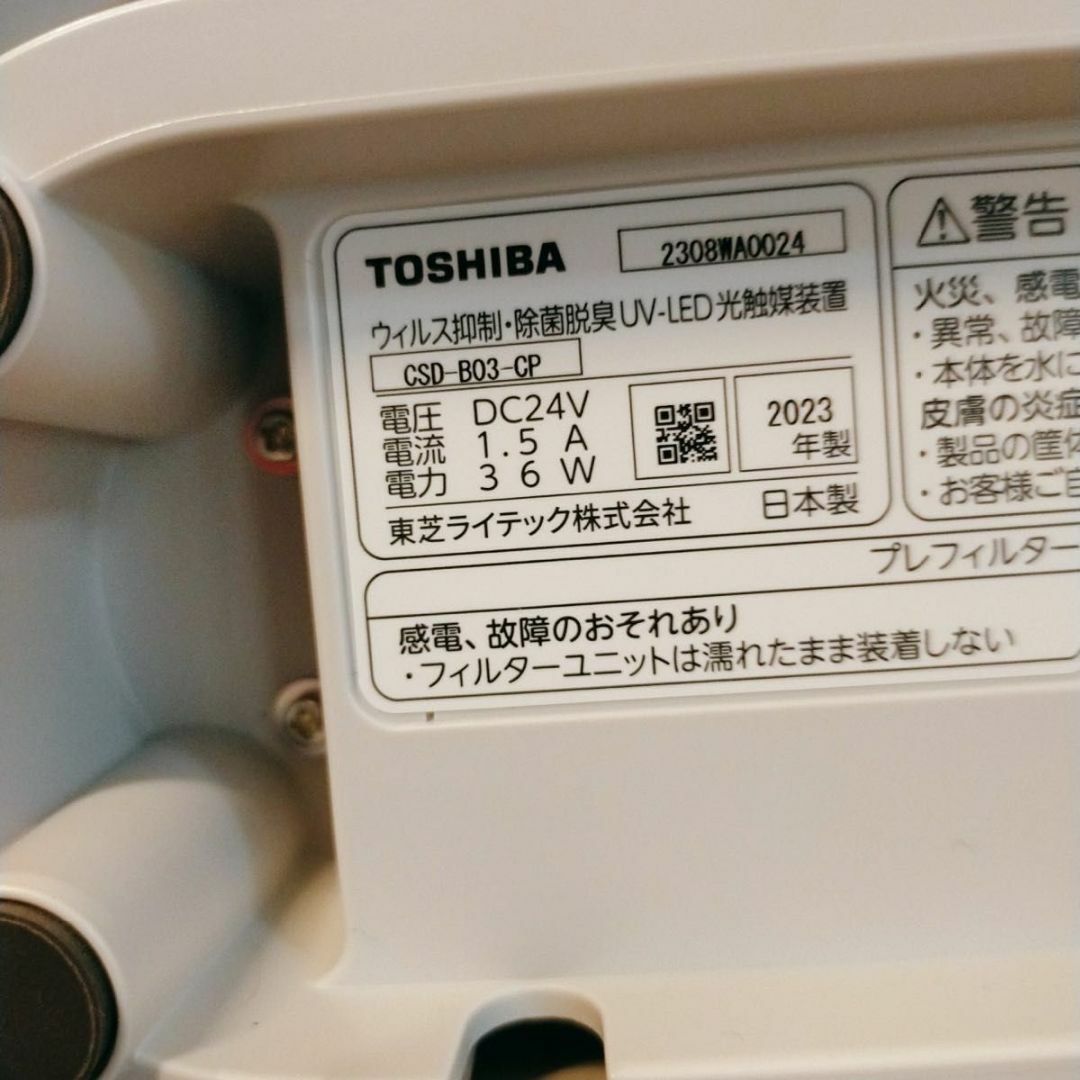 TOSHIBA
2308WA0024
ウィルス抑制・除菌脱臭UV-LED光触媒装置
CSD-B03-CP
電圧 DC24V
電流 1.5 A
電力 36 W
2023
年製
東芝ライテック株式会社
日本製
警告
火災、感電
・異常、故障
・本体を水に
皮膚の炎症
・製品の筐体
・お客様ご自
プレフィルター
感電、故障のおそれあり
・フィルターユニットは濡れたまま装着しない